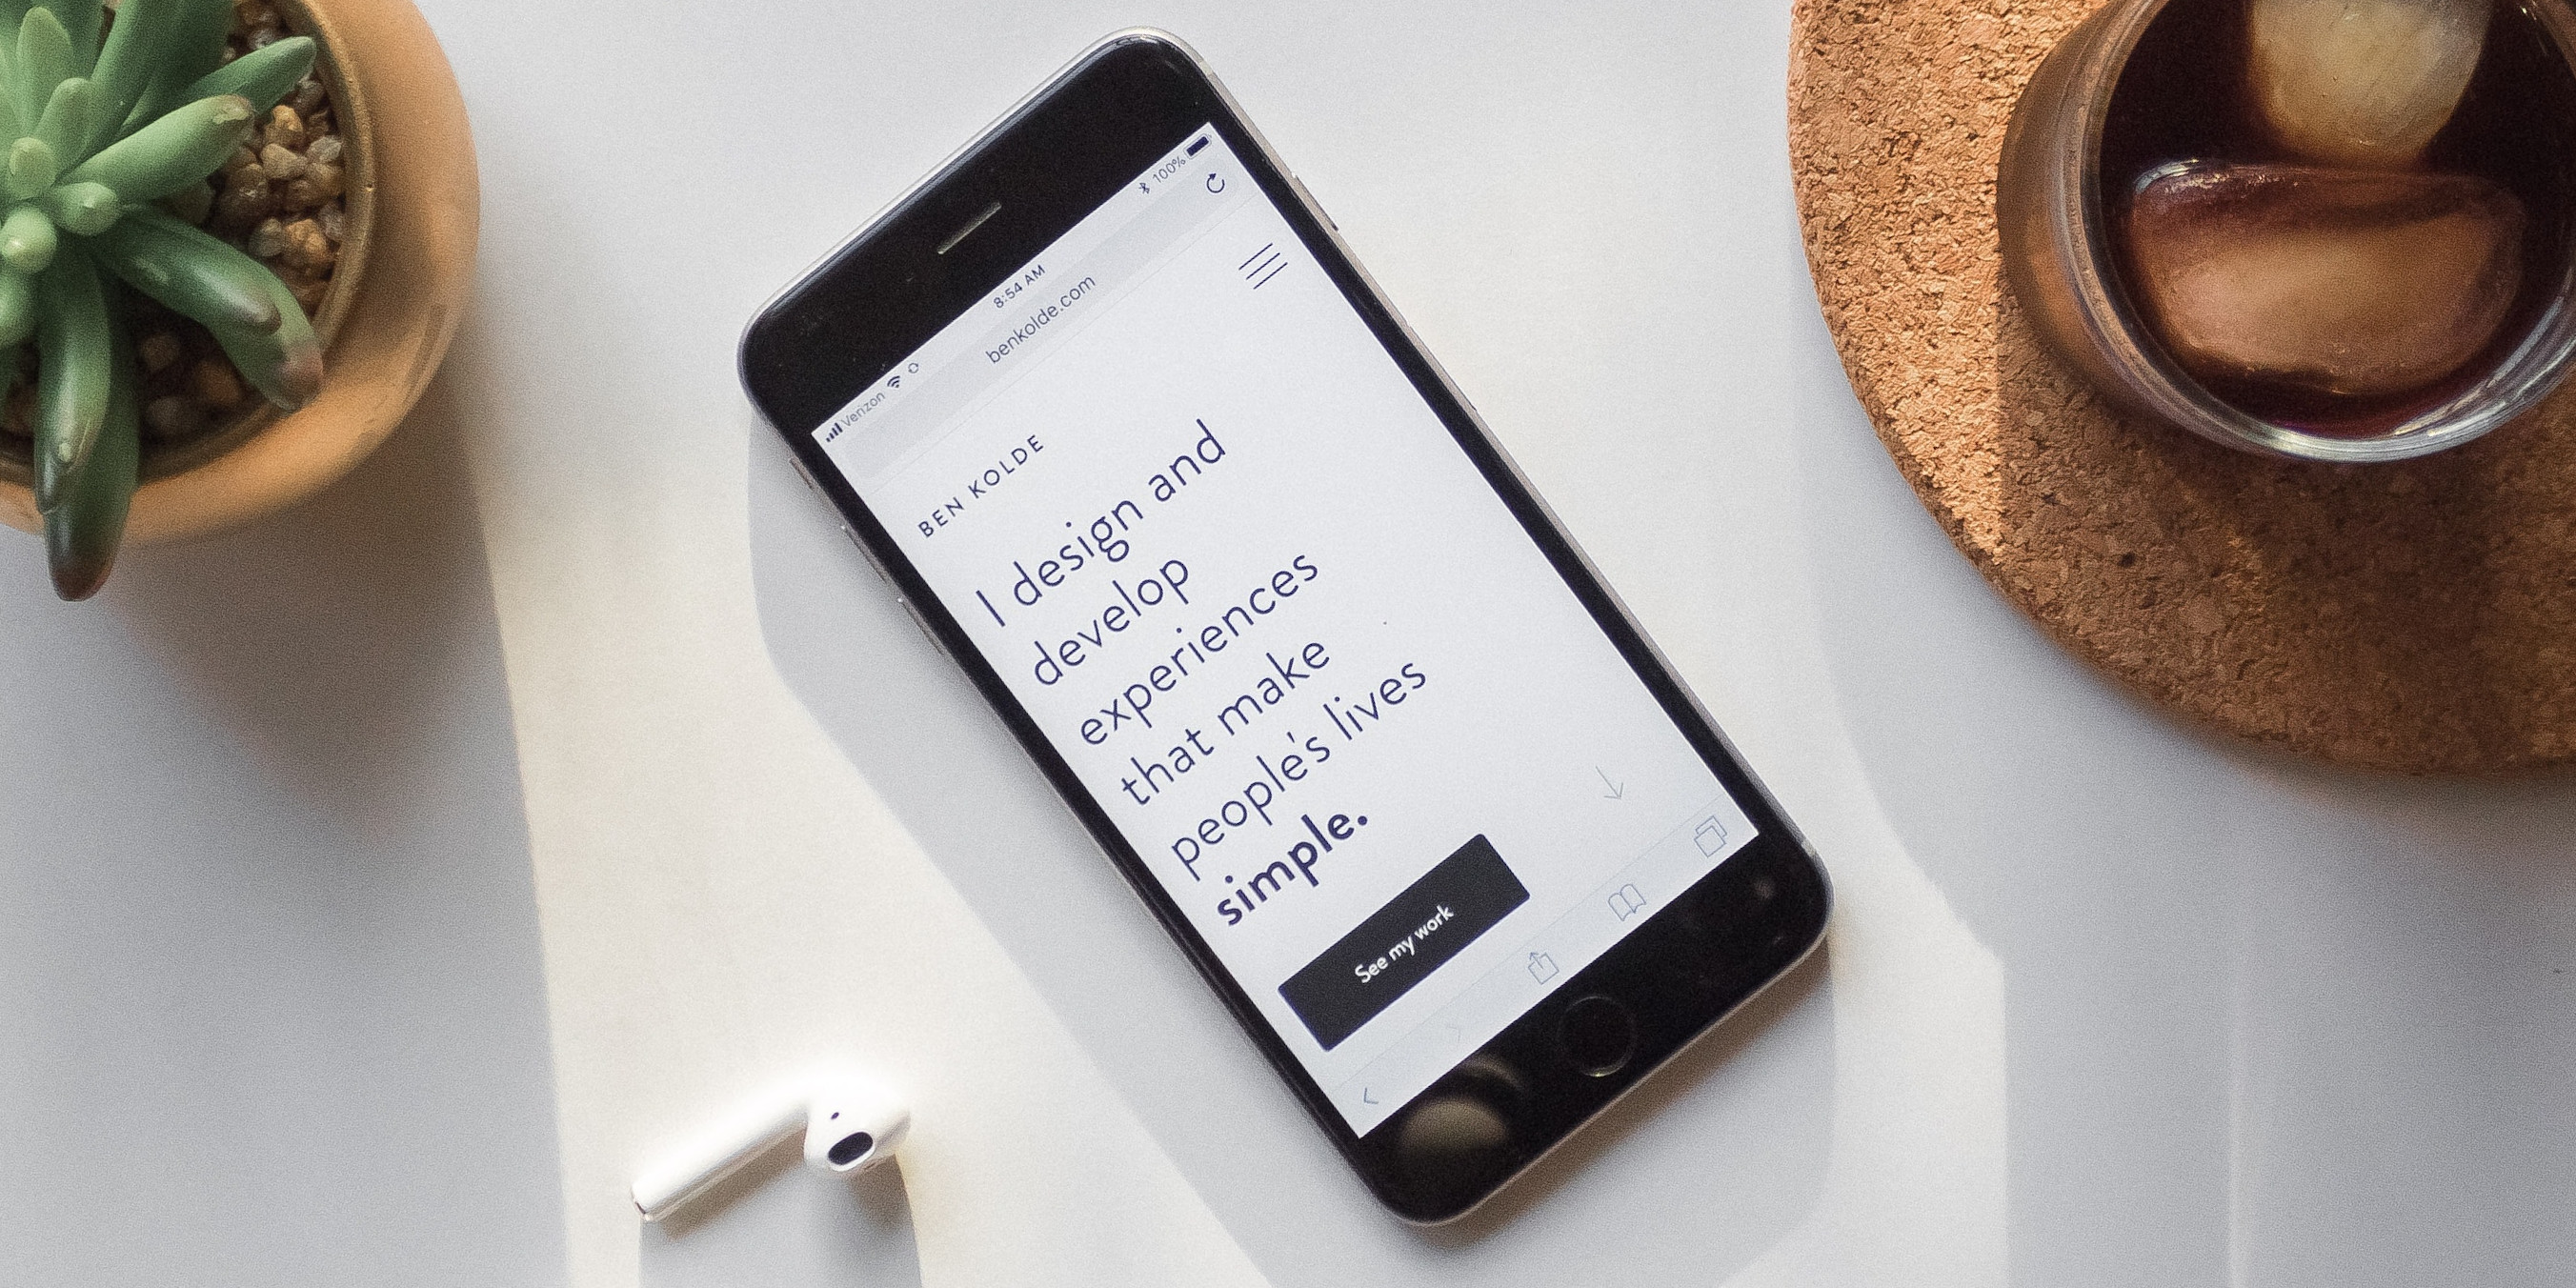 Verizon 8:54 AM 100%
benkolde.com
BEN KOLDE
I design and
develop
experiences
that make
people's lives
simple.
See my work